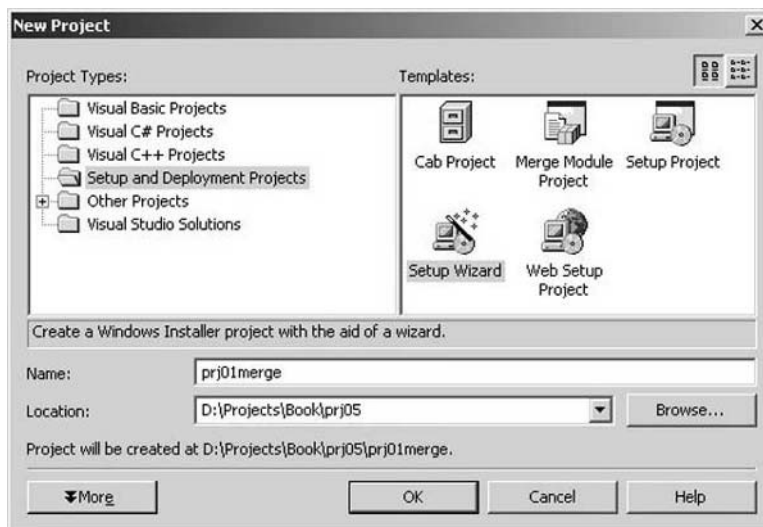 New Project
Project Types:
Templates:
Visual Basic Projects
Visual C# Projects
Visual C++ Projects
Setup and Deployment Projects
Other Projects
Visual Studio Solutions
Cab Project
Merge Module
Project
Setup Project
Setup Wizard
Web Setup
Project
Create a Windows Installer project with the aid of a wizard.
Name:
prj01merge
Location:
D:\Projects\Book\prj05
Browse...
Project will be created at D:\Projects\Book\prj05\prj01merge.
More
OK
Cancel
Help